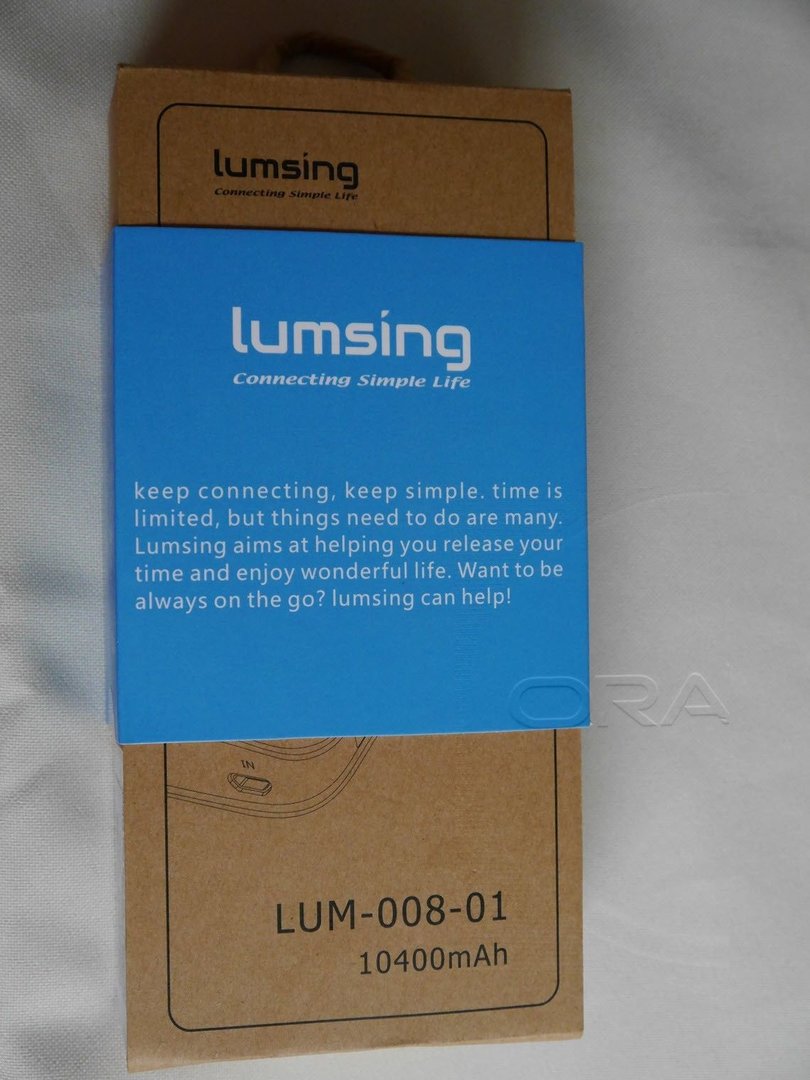 lumsing
Connecting Simple Life
lumsing
Connecting Simple Life
keep connecting, keep simple. time is
limited, but things need to do are many.
Lumsing aims at helping you release your
time and enjoy wonderful life. Want to be
always on the go? lumsing can help!
ORA
IN
LUM-008-01
10400mAh